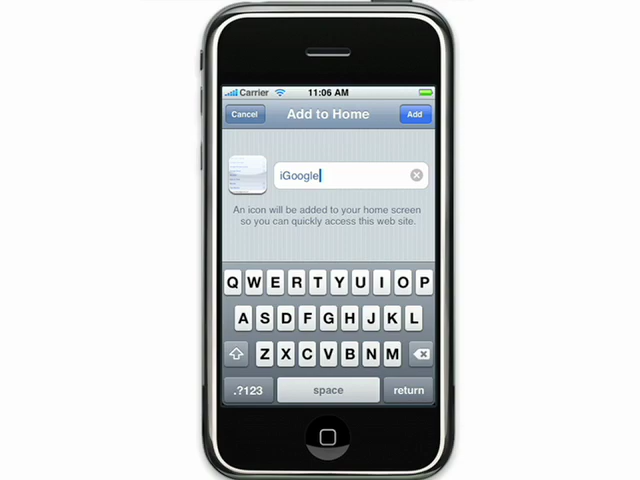 Carrier 11:06 AM
Cancel Add to Home Add
iGoogle
An icon will be added to your home screen
so you can quickly access this web site.
Q W E R T Y U I O P
A S D F G H J K L
Z X C V B N M
.?123 space return